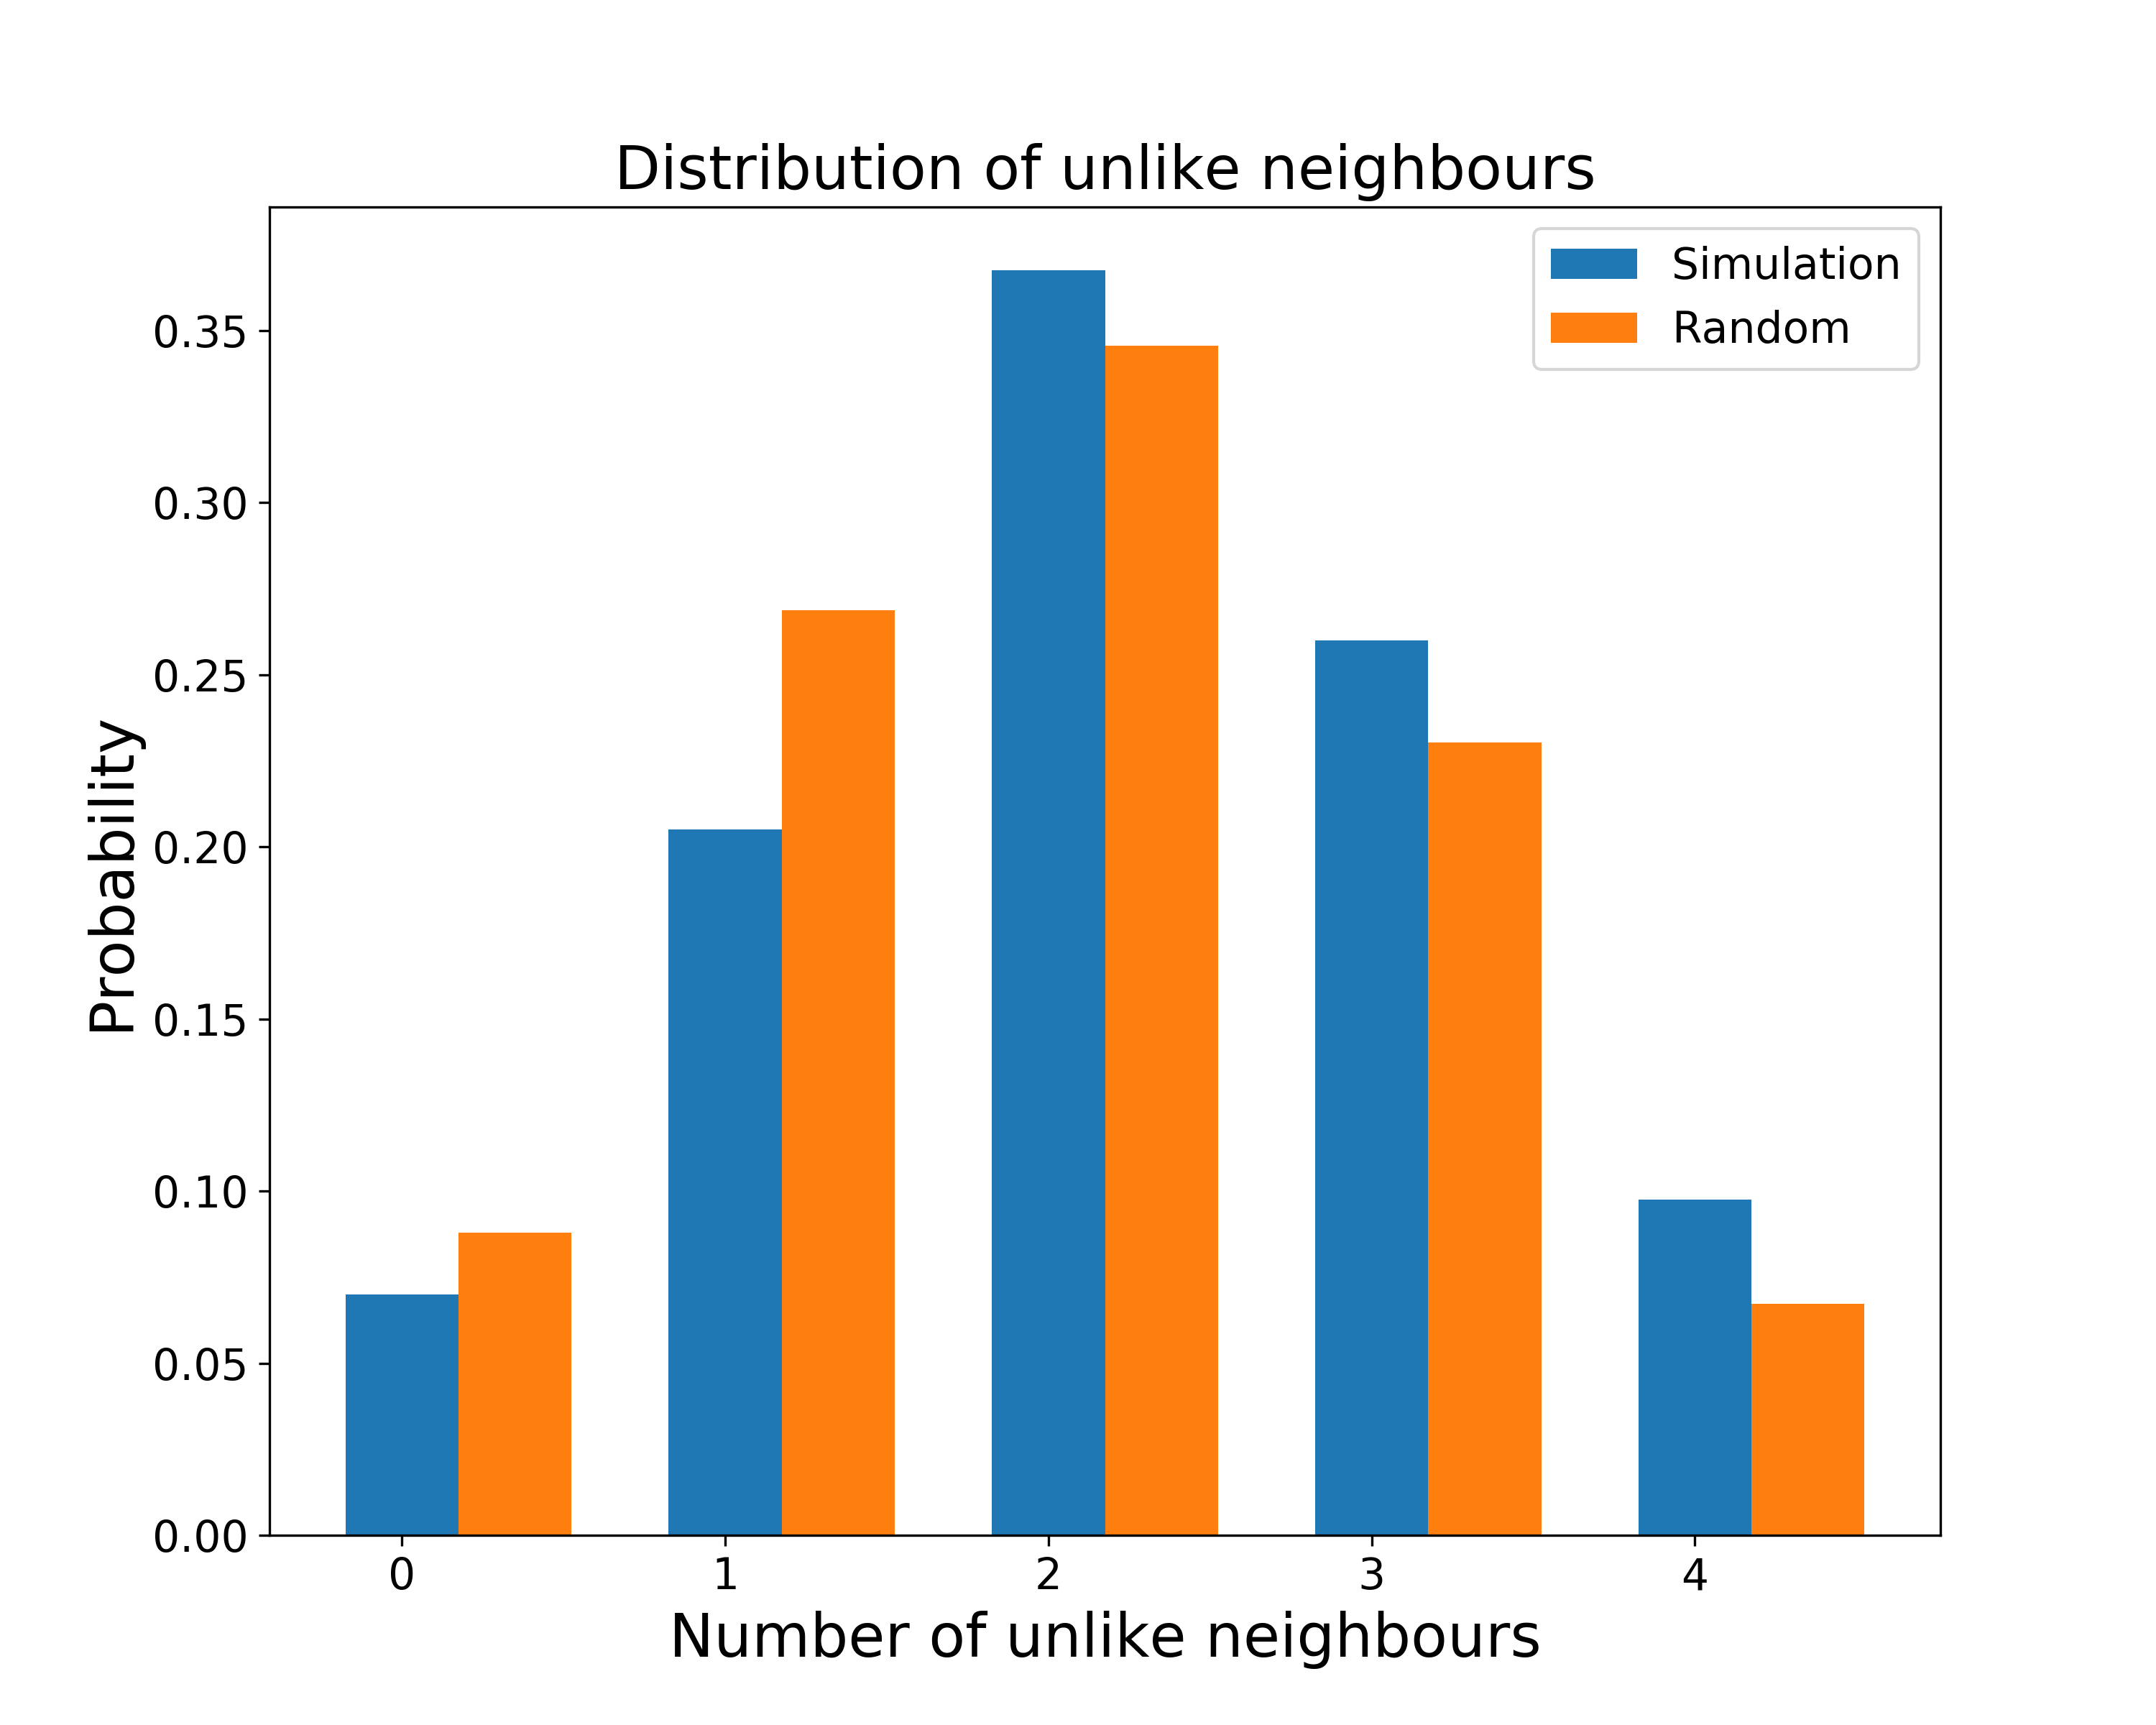 Distribution of unlike neighbours
Simulation
Random
0.35
0.30
0.25
0.20
0.15
0.10
0.05
0.00
Probability
0 1 2 3 4
Number of unlike neighbours